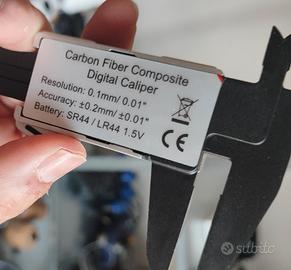 Carbon Fiber Composite
Digital Caliper
Resolution: 0.1mm/ 0.01"
Accuracy: ±0.2mm/ ±0.01"
Battery: SR44 / LR44 1.5V
CE
subito